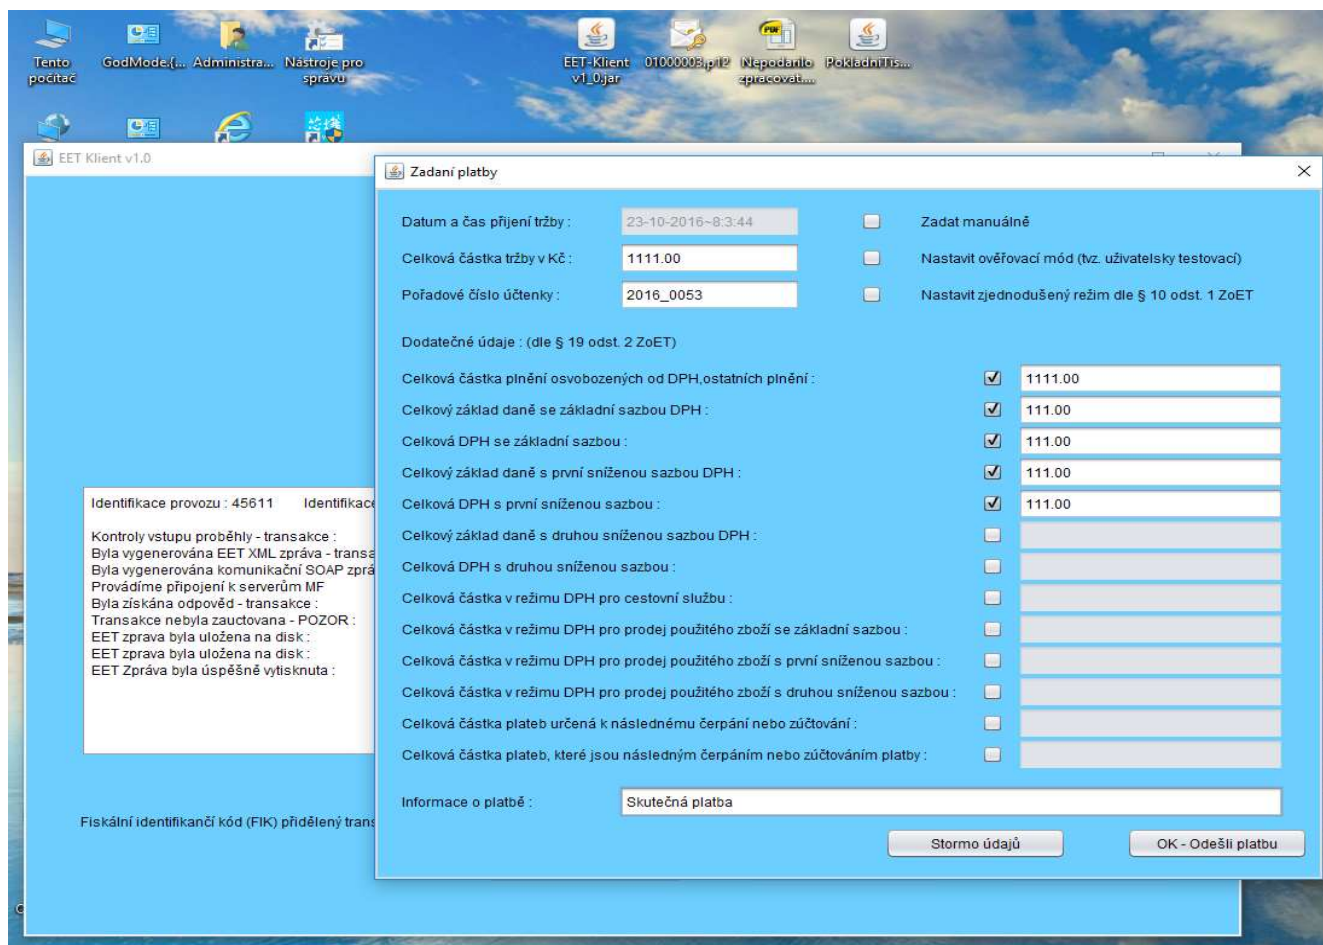 Tento
počítač
GodMode.{...
Administra...
Nástroje pro
správu
EET-Klient
v1_0.jar
01000003.p12
Nepodarilo
zpracovat....
PokladniTis...
EET Klient v1.0
Zadaní platby
Datum a čas přijení tržby :
23-10-2016~8:3:44
Zadat manuálně
Celková částka tržby v Kč :
1111.00
Nastavit ověřovací mód (tvz. uživatelsky testovací)
Pořadové číslo účtenky :
2016_0053
Nastavit zjednodušený režim dle § 10 odst. 1 ZoET
Dodatečné údaje : (dle § 19 odst. 2 ZoET)
Celková částka plnění osvobozených od DPH,ostatních plnění :
1111.00
Celkový základ daně se základní sazbou DPH :
111.00
Celková DPH se základní sazbou :
111.00
Celkový základ daně s první sníženou sazbou DPH :
111.00
Celková DPH s první sníženou sazbou :
111.00
Celkový základ daně s druhou sníženou sazbou DPH :
Celková DPH s druhou sníženou sazbou :
Celková částka v režimu DPH pro cestovní službu :
Celková částka v režimu DPH pro prodej použitého zboží se základní sazbou :
Celková částka v režimu DPH pro prodej použitého zboží s první sníženou sazbou :
Celková částka v režimu DPH pro prodej použitého zboží s druhou sníženou sazbou :
Celková částka plateb určená k následnému čerpání nebo zúčtování :
Celková částka plateb, které jsou následným čerpáním nebo zúčtováním platby :
Informace o platbě :
Skutečná platba
Stormo údajů
OK - Odešli platbu
Identifikace provozu : 45611 Identifikace
Kontroly vstupu proběhly - transakce :
Byla vygenerována EET XML zpráva - transa
Byla vygenerována komunikační SOAP zprá
Provádíme připojení k serverům MF
Byla získána odpověd - transakce :
Transakce nebyla zauctovana - POZOR :
EET zprava byla uložena na disk :
EET zprava byla uložena na disk :
EET Zpráva byla úspěšně vytisknuta :
Fiskální identifikančí kód (FIK) přidělený trans